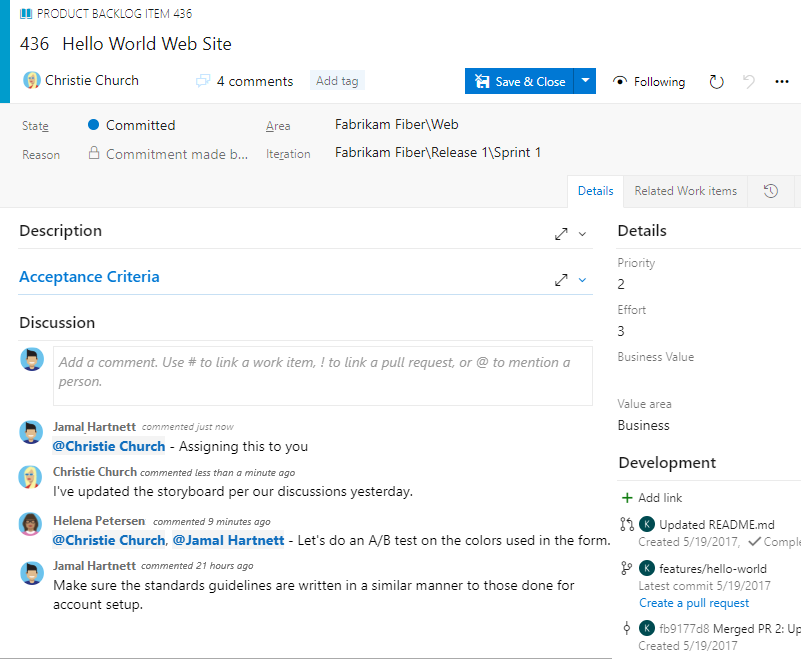 PRODUCT BACKLOG ITEM 436
436 Hello World Web Site
Christie Church
4 comments
Add tag
Save & Close
Following
State
Committed
Area
Fabrikam Fiber\Web
Reason
Commitment made b...
Iteration
Fabrikam Fiber\Release 1\Sprint 1
Details
Related Work items
Description
Acceptance Criteria
Discussion
Add a comment. Use # to link a work item, ! to link a pull request, or @ to mention a
person.
Jamal Hartnett commented just now
@Christie Church - Assigning this to you
Christie Church commented less than a minute ago
I've updated the storyboard per our discussions yesterday.
Helena Petersen commented 9 minutes ago
@Christie Church, @Jamal Hartnett - Let's do an A/B test on the colors used in the form.
Jamal Hartnett commented 21 hours ago
Make sure the standards guidelines are written in a similar manner to those done for
account setup.
Details
Priority
2
Effort
3
Business Value
Value area
Business
Development
+ Add link
K Updated README.md
Created 5/19/2017, Comple
K features/hello-world
Latest commit 5/19/2017
Create a pull request
K fb9177d8 Merged PR 2: Up
Created 5/19/2017